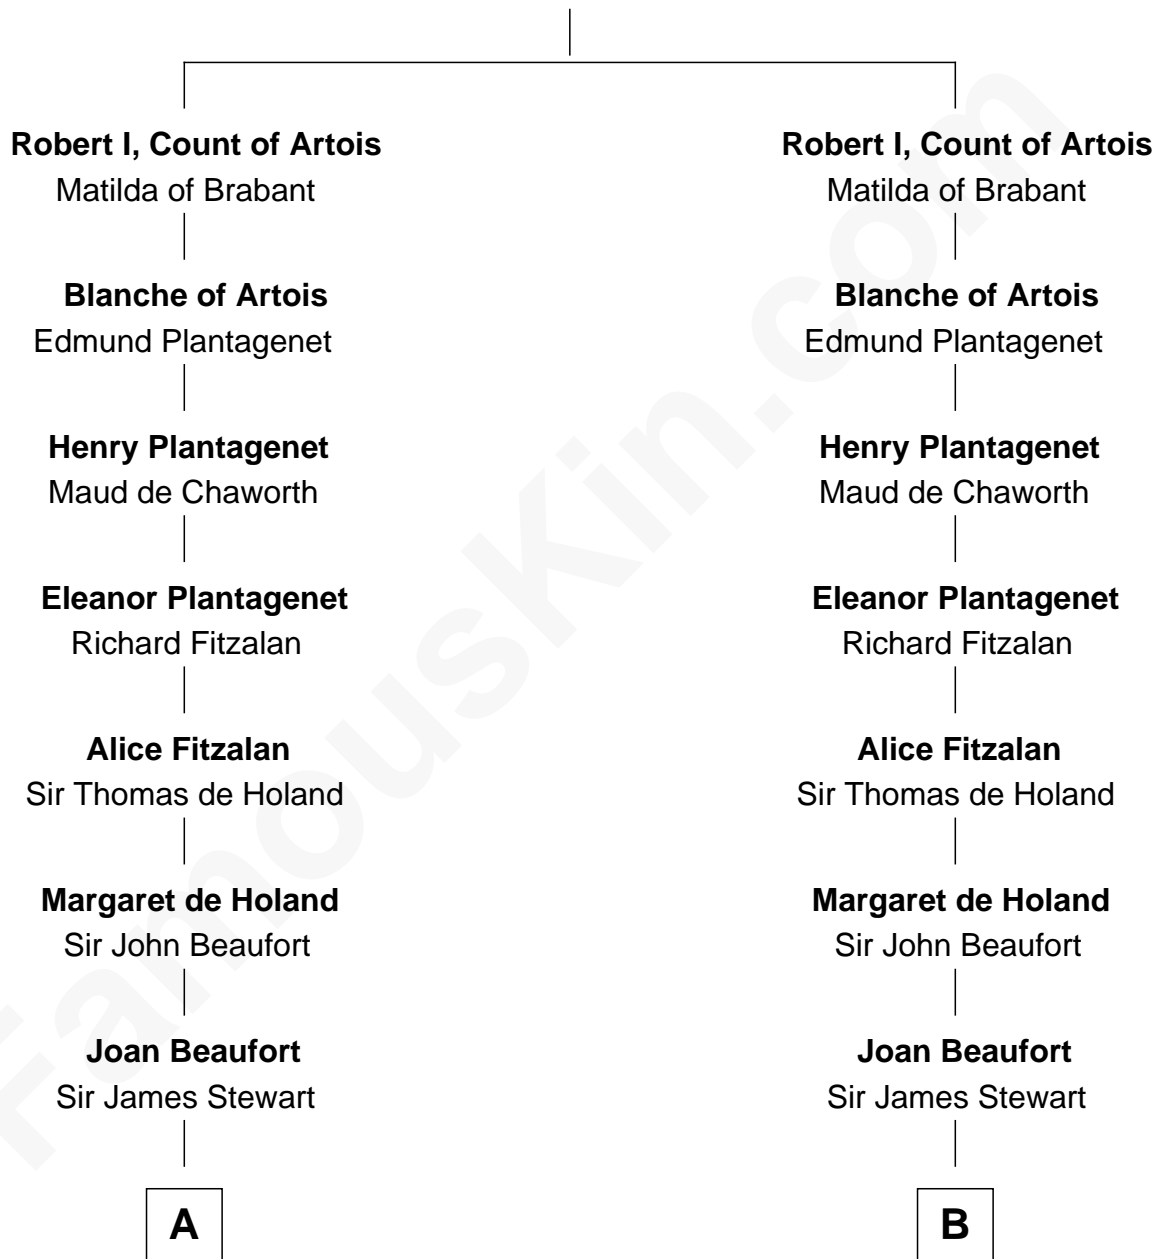 Robert I, Count of Artois
Matilda of Brabant
Blanche of Artois
Edmund Plantagenet
Henry Plantagenet
Maud de Chaworth
Eleanor Plantagenet
Richard Fitzalan
Alice Fitzalan
Sir Thomas de Holand
Margaret de Holand
Sir John Beaufort
Joan Beaufort
Sir James Stewart
A
Robert I, Count of Artois
Matilda of Brabant
Blanche of Artois
Edmund Plantagenet
Henry Plantagenet
Maud de Chaworth
Eleanor Plantagenet
Richard Fitzalan
Alice Fitzalan
Sir Thomas de Holand
Margaret de Holand
Sir John Beaufort
Joan Beaufort
Sir James Stewart
B
FamousKin.com